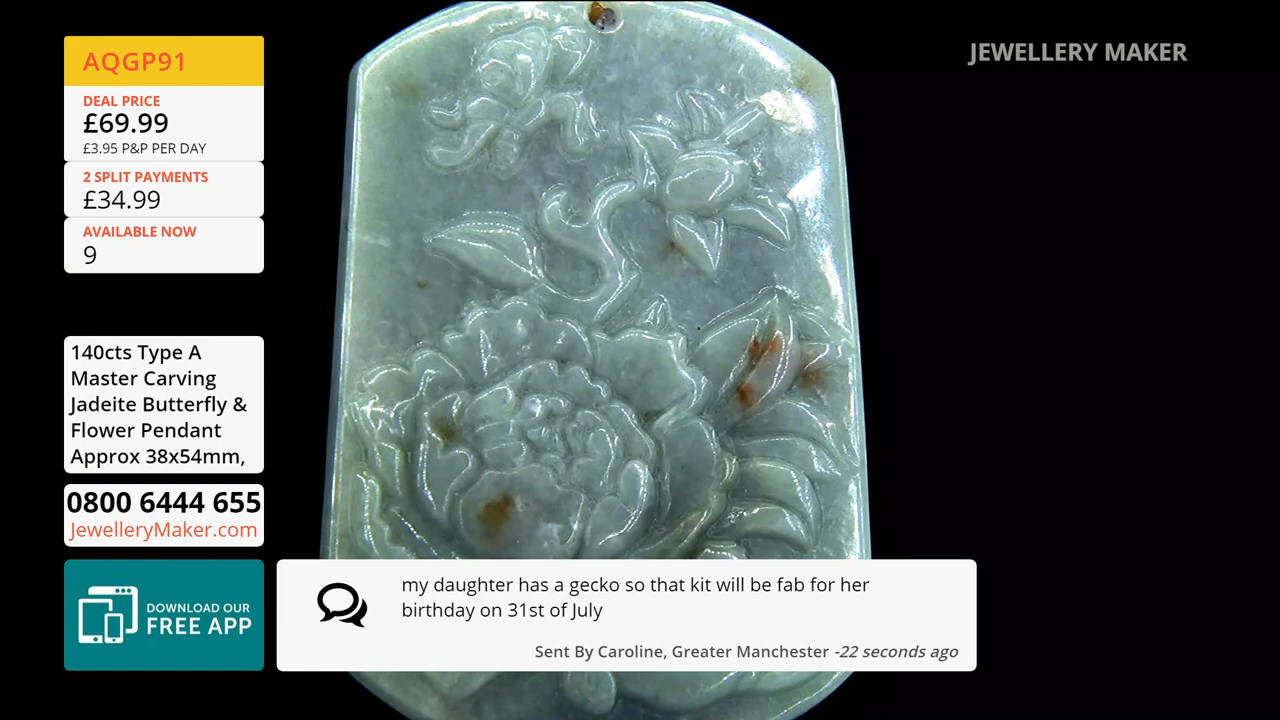 AQGP91
DEAL PRICE
£69.99
£3.95 P&P PER DAY
2 SPLIT PAYMENTS
£34.99
AVAILABLE NOW
9
140cts Type A
Master Carving
Jadeite Butterfly &
Flower Pendant
Approx 38x54mm,
0800 6444 655
JewelleryMaker.com
DOWNLOAD OUR
FREE APP
JEWELLERY MAKER
my daughter has a gecko so that kit will be fab for her
birthday on 31st of July
Sent By Caroline, Greater Manchester -22 seconds ago